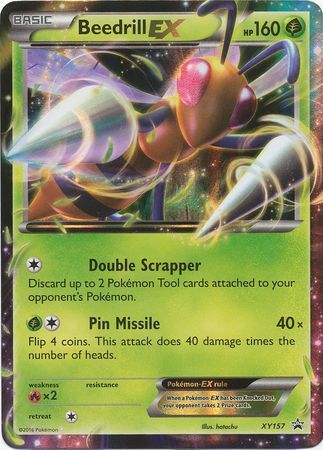 BASIC
Beedrill EX HP160
Double Scrapper
Discard up to 2 Pokémon Tool cards attached to your
opponent's Pokémon.
Pin Missile 40×
Flip 4 coins. This attack does 40 damage times the
number of heads.
weakness resistance
×2
retreat
Pokémon-EX rule
When a Pokémon-EX has been Knocked Out,
your opponent takes 2 Prize cards.
©2016 Pokémon Illus. hatachu XY157